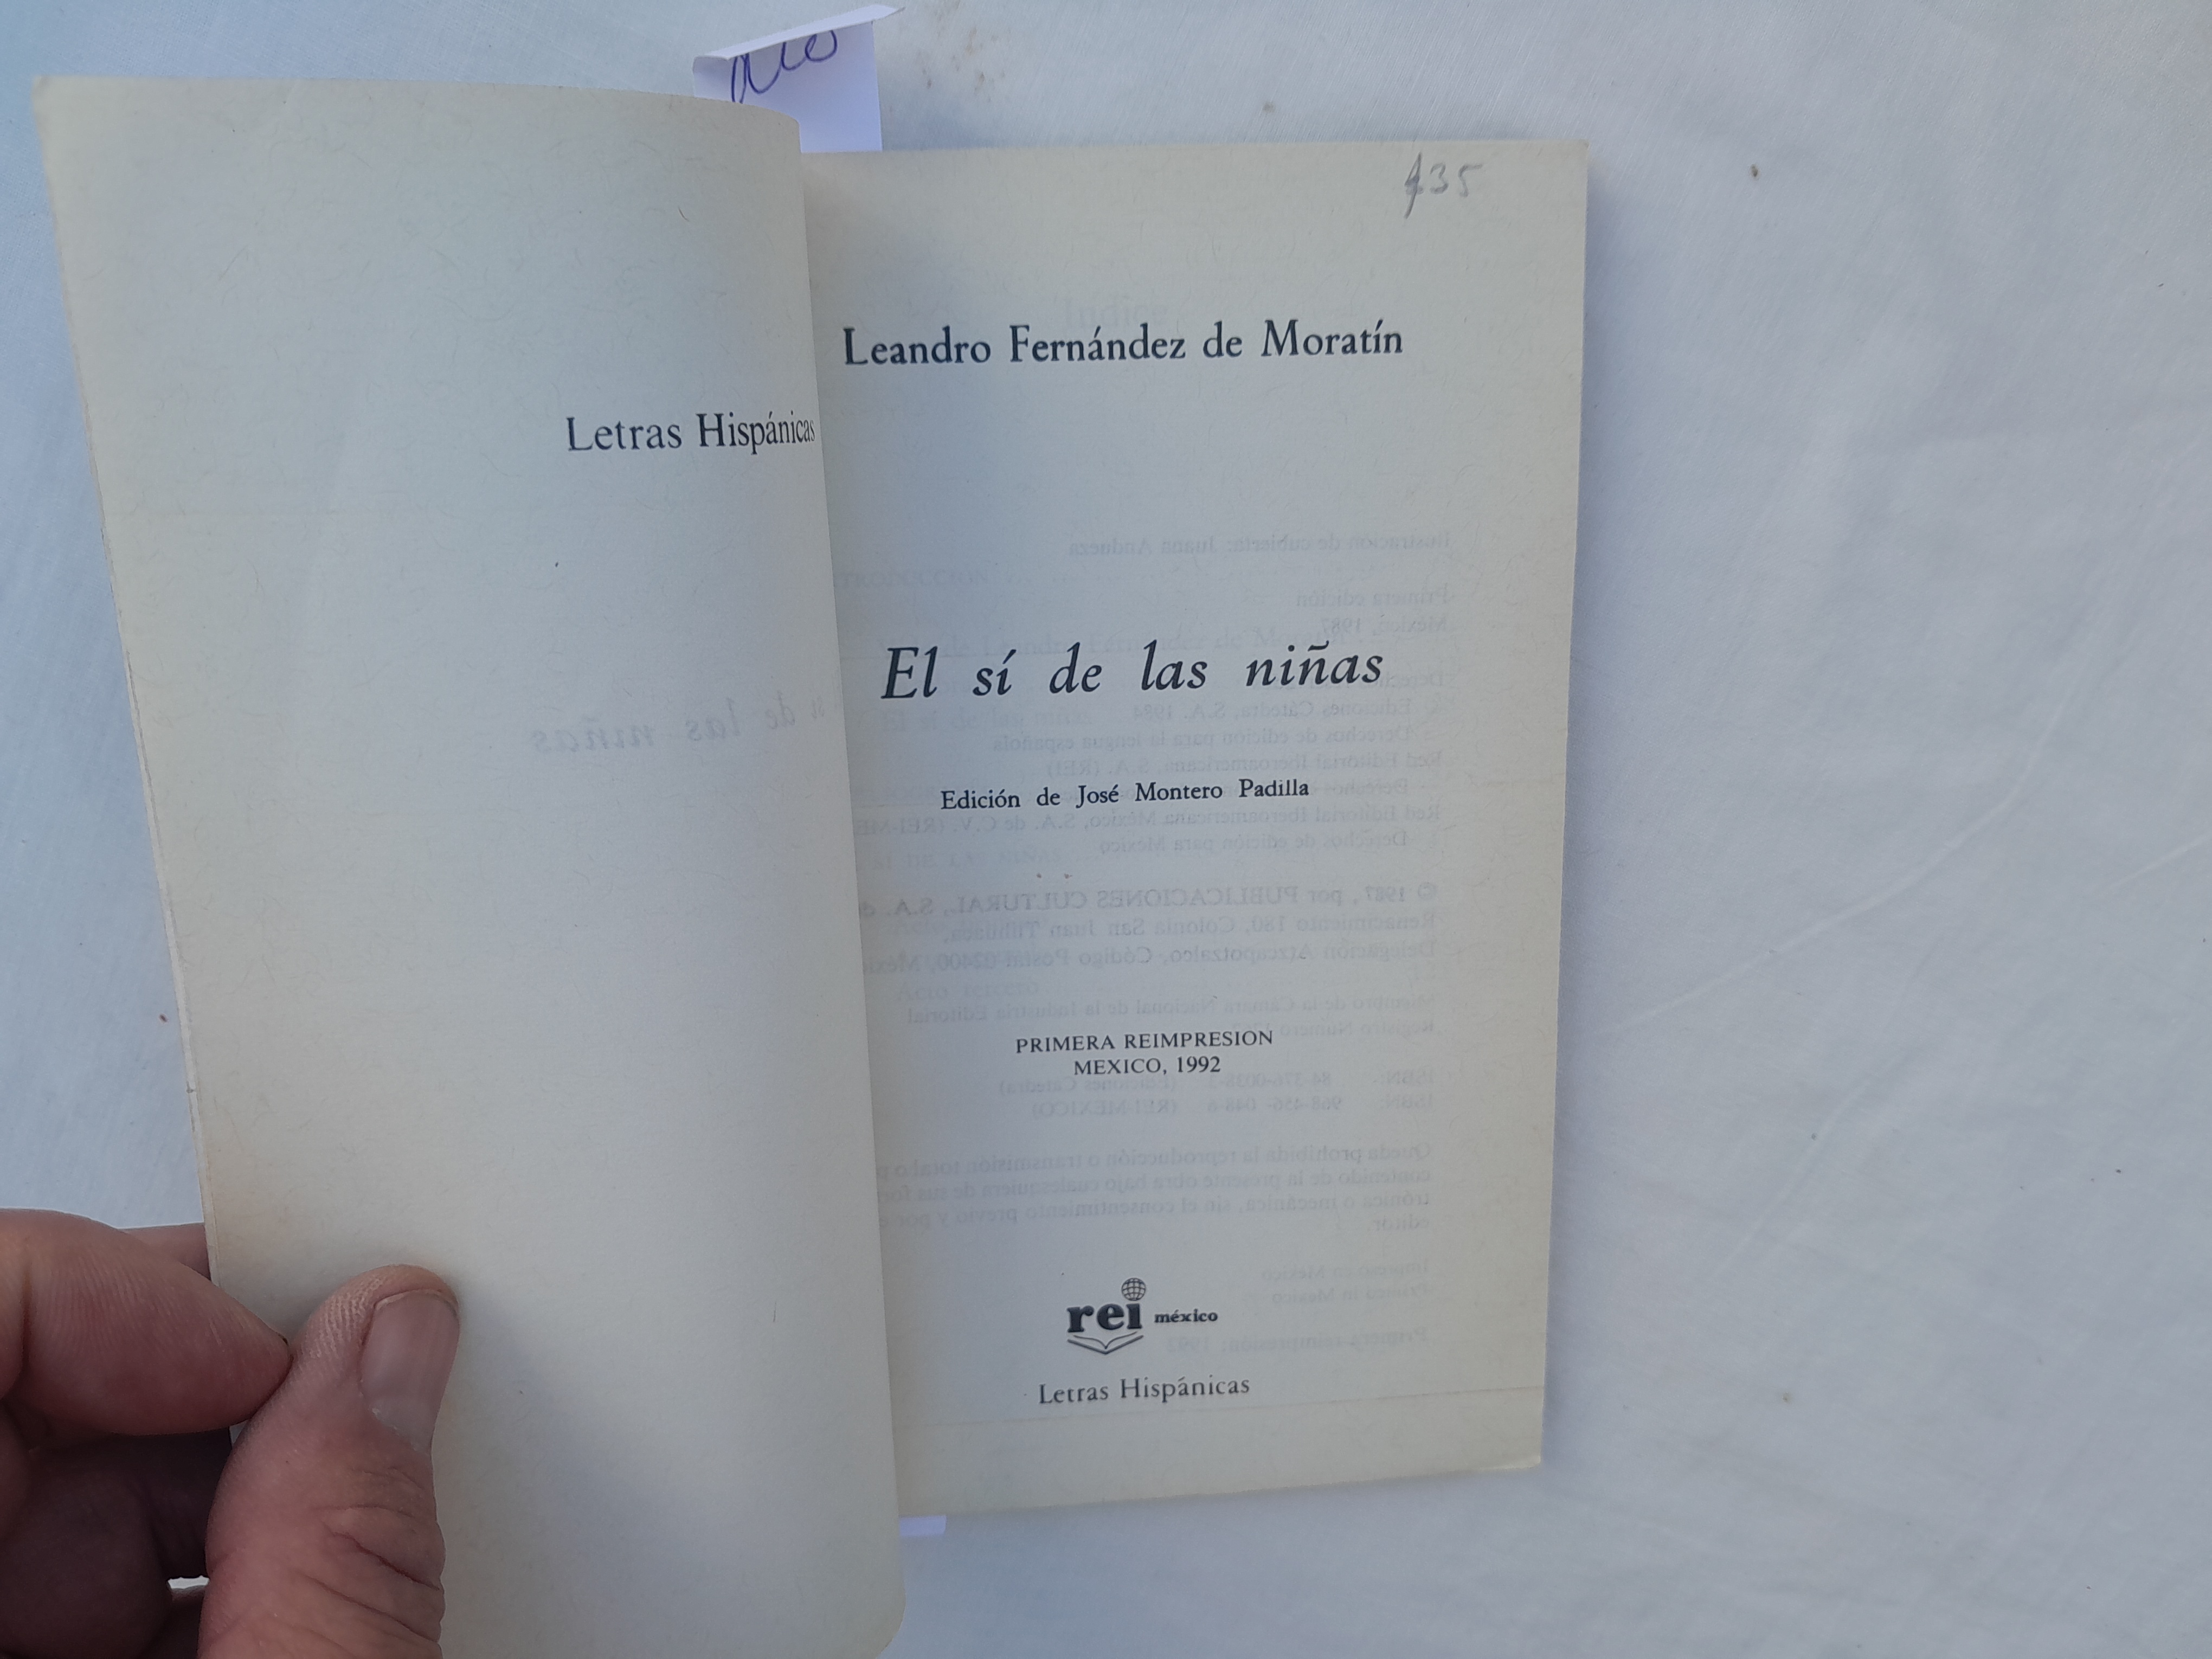 Letras Hispánicas
$35
Leandro Fernández de Moratín
El sí de las niñas
Edición de José Montero Padilla
PRIMERA REIMPRESION
MEXICO, 1992
rei méxico
Letras Hispánicas